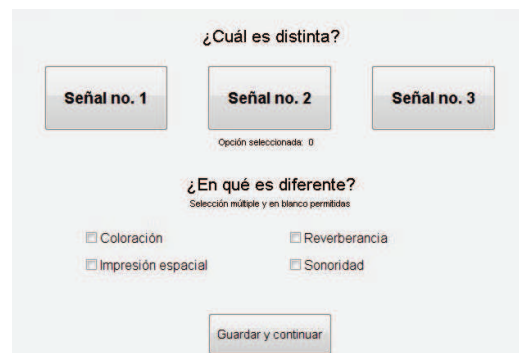 ¿Cuál es distinta?
Señal no. 1 Señal no. 2 Señal no. 3
Opción seleccionada: 0
¿En qué es diferente?
Selección múltiple y en blanco permitidas
Coloración Reverberancia
Impresión espacial Sonoridad
Guardar y continuar